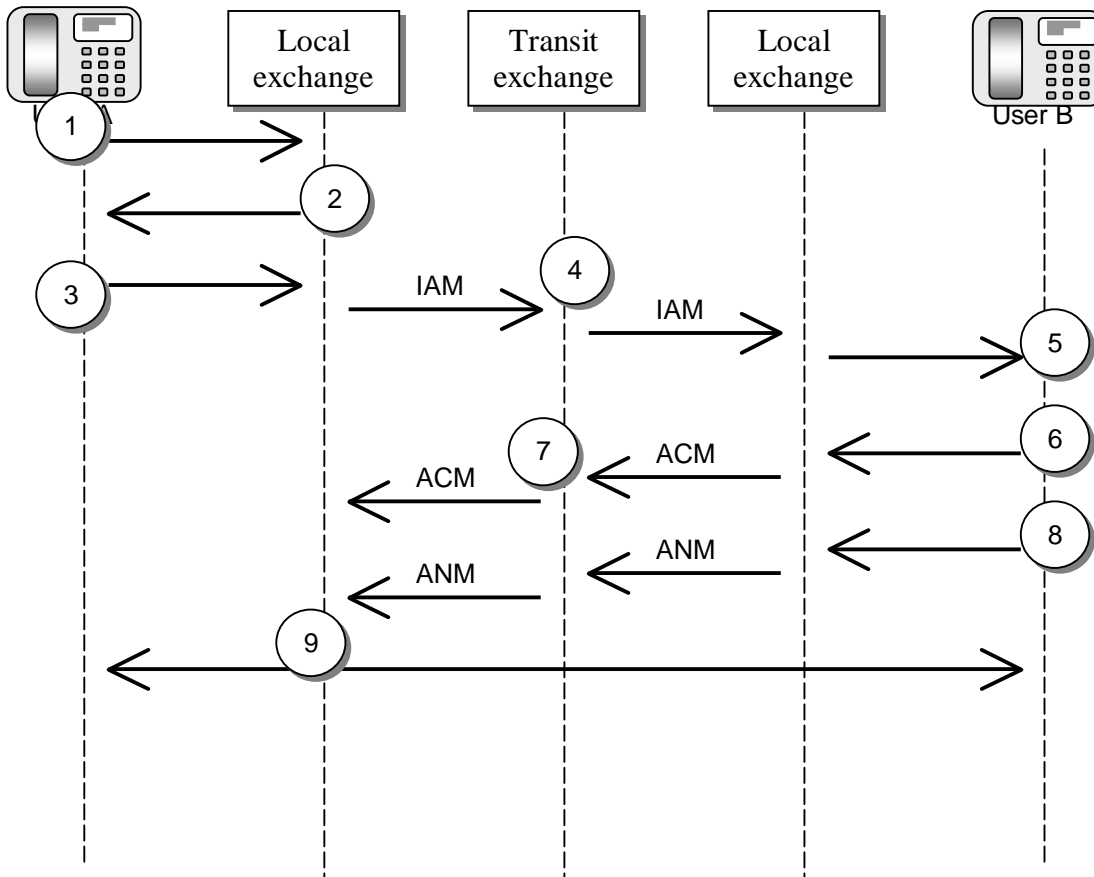 Local
exchange
Transit
exchange
Local
exchange
User B
1
2
3
4
IAM
IAM
5
6
7
ACM
ACM
8
ANM
ANM
9